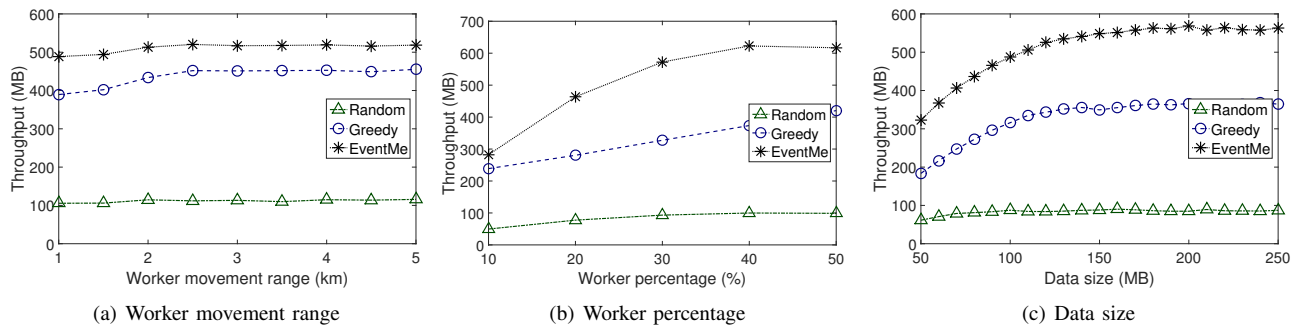 600
500
400
300
200
100
0
Throughput (MB)
Random
Greedy
EventMe
1
2
3
4
5
Worker movement range (km)
(a) Worker movement range
700
600
500
400
300
200
100
0
Throughput (MB)
Random
Greedy
EventMe
10
20
30
40
50
Worker percentage (%)
(b) Worker percentage
600
500
400
300
200
100
0
Throughput (MB)
Random
Greedy
EventMe
50
100
150
200
250
Data size (MB)
(c) Data size